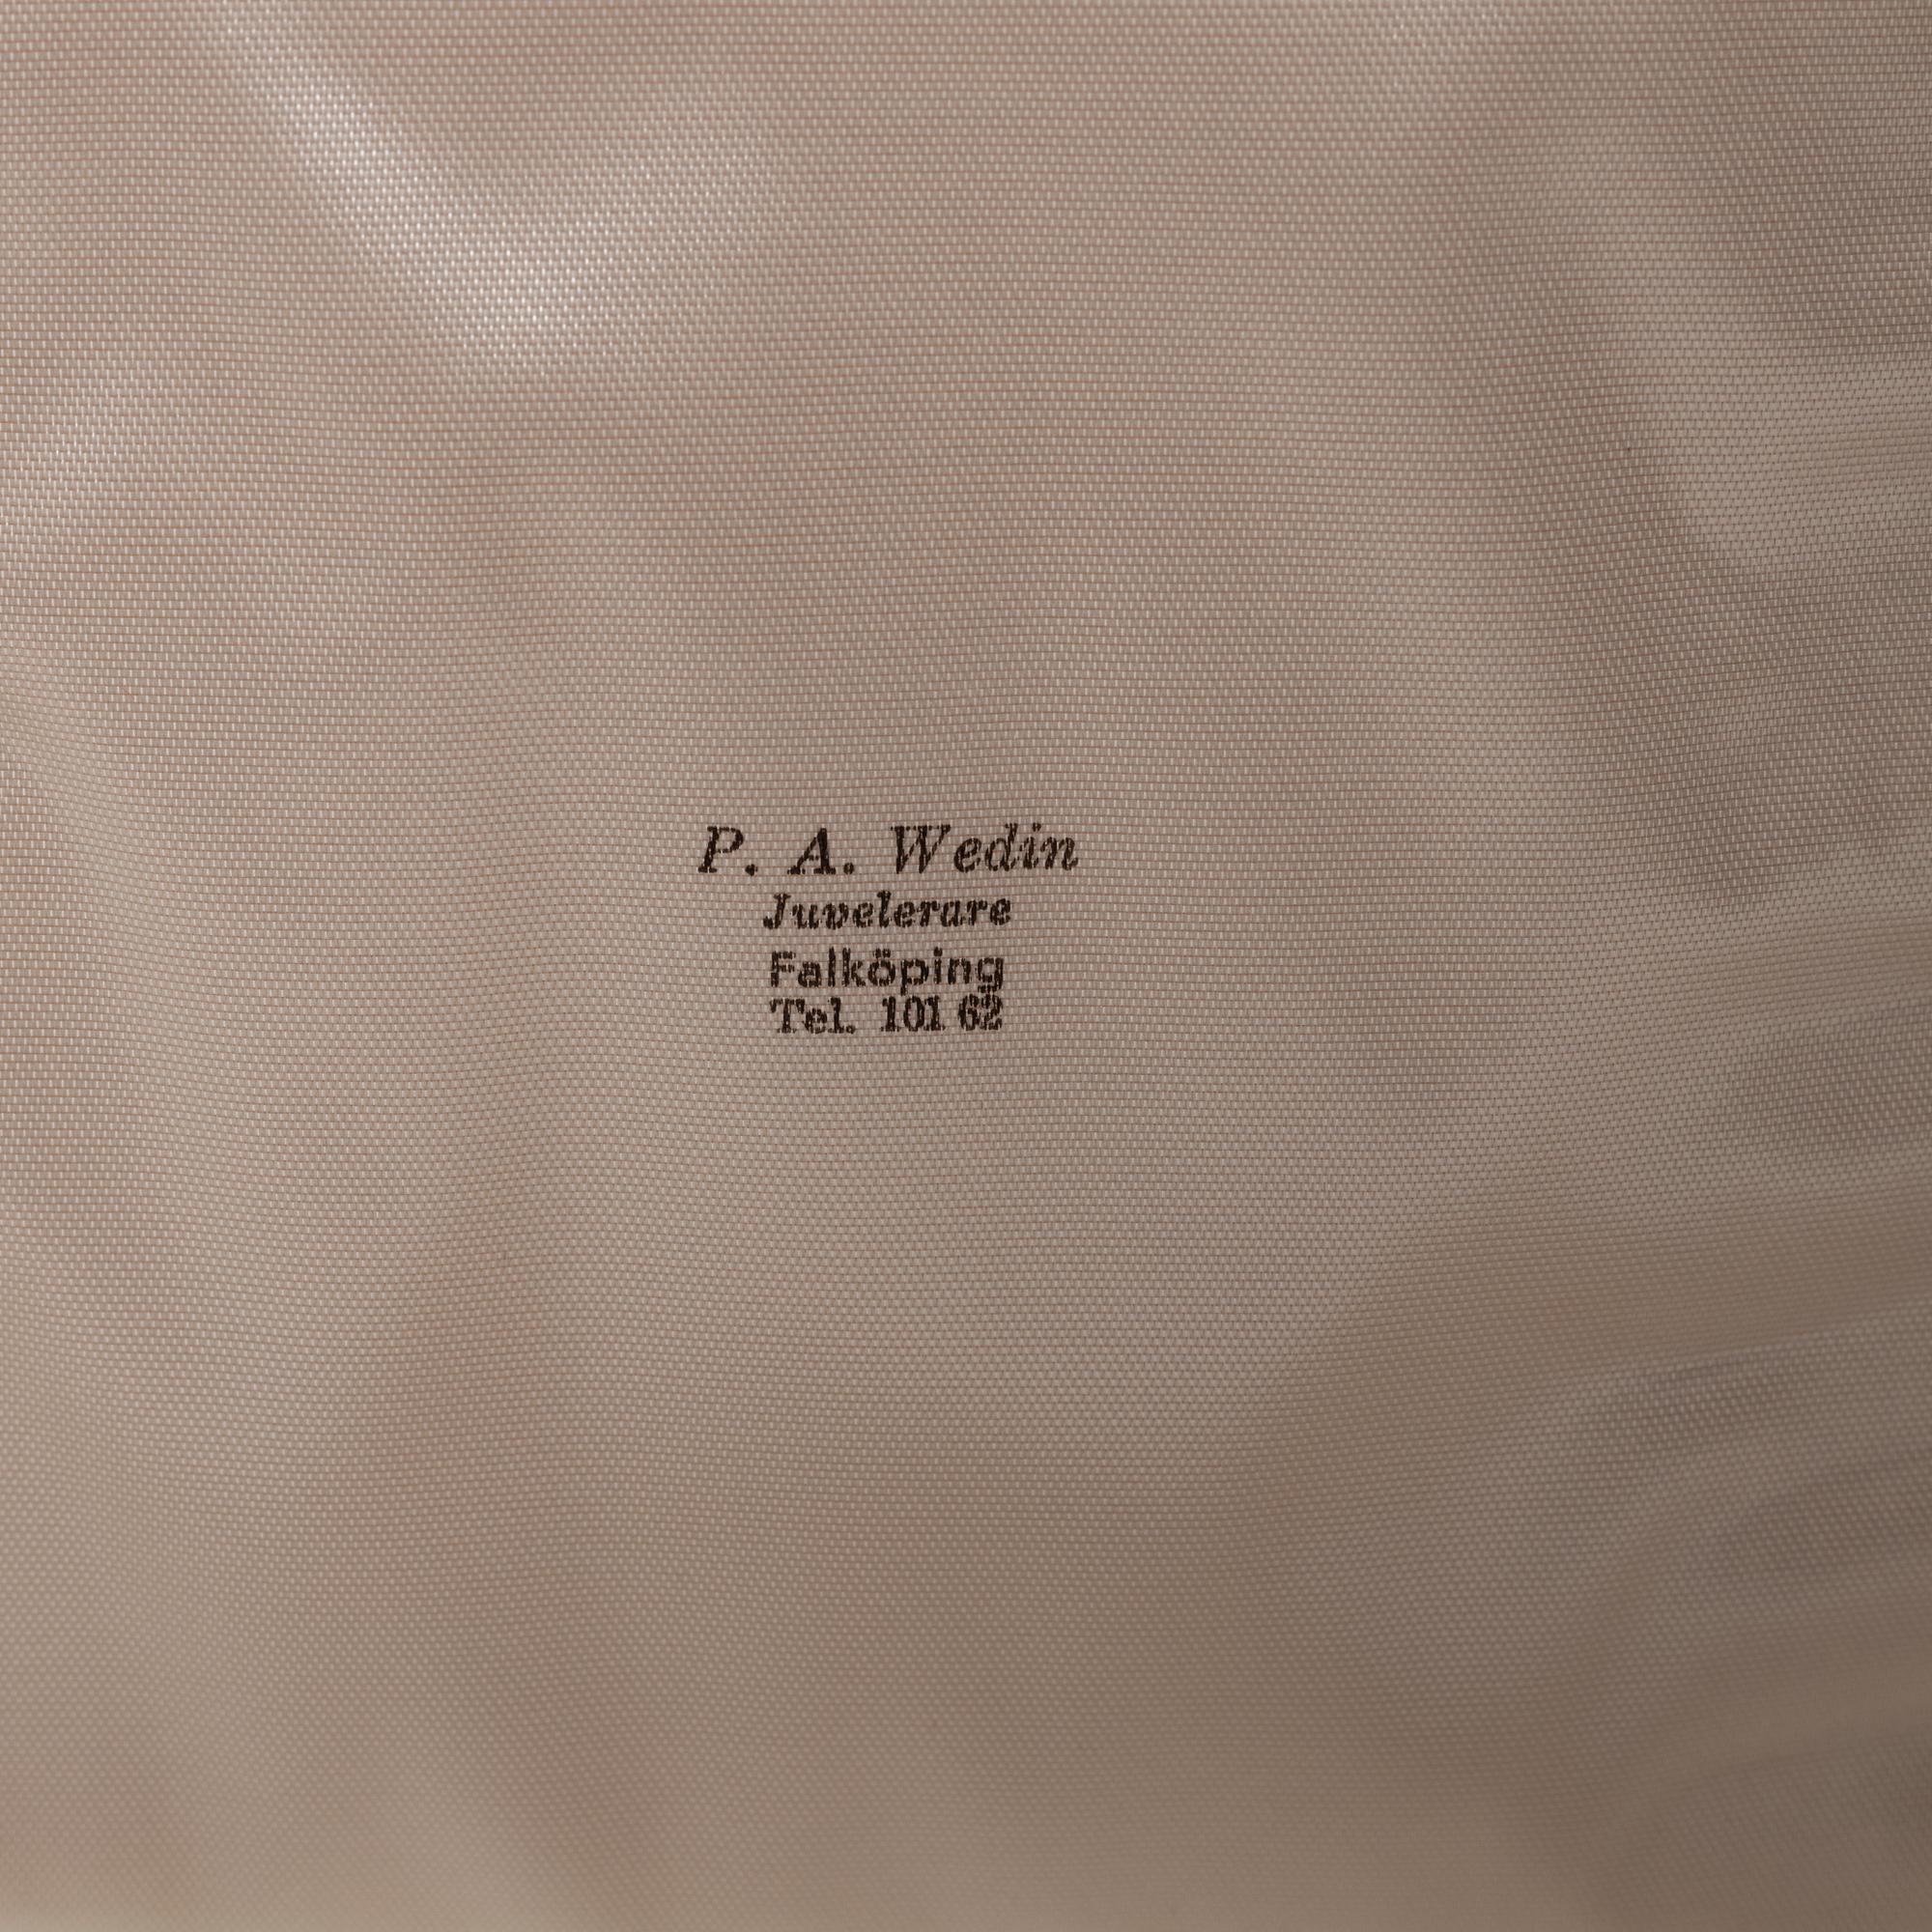 P. A. Wedin
Juvelerare
Falköping
Tel. 101 62